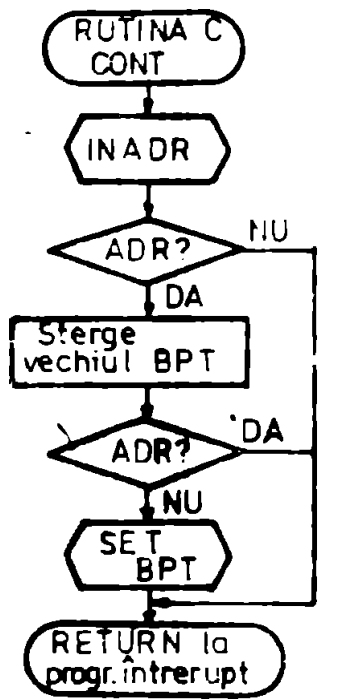 RUTINA C
CONT
INADR
ADR?
NU
DA
Sterge
vechiul BPT
ADR?
DA
NU
SET
BPT
RETURN la
progr. întrerupt